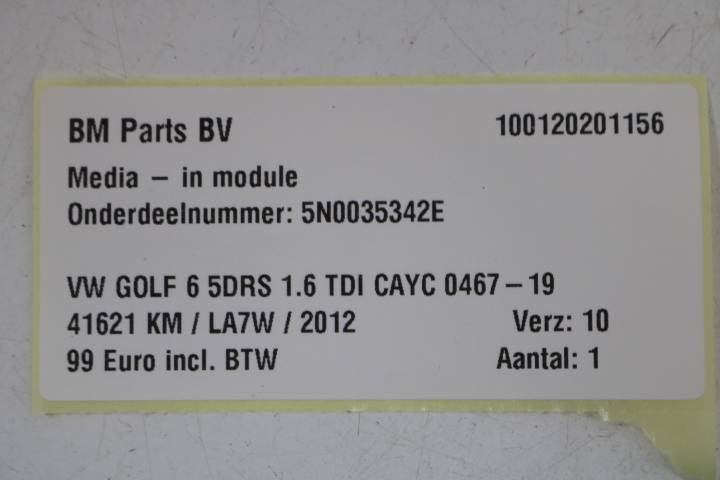 BM Parts BV 100120201156
Media – in module
Onderdeelnummer: 5N0035342E
VW GOLF 6 5DRS 1.6 TDI CAYC 0467–19
41621 KM / LA7W / 2012 Verz: 10
99 Euro incl. BTW Aantal: 1